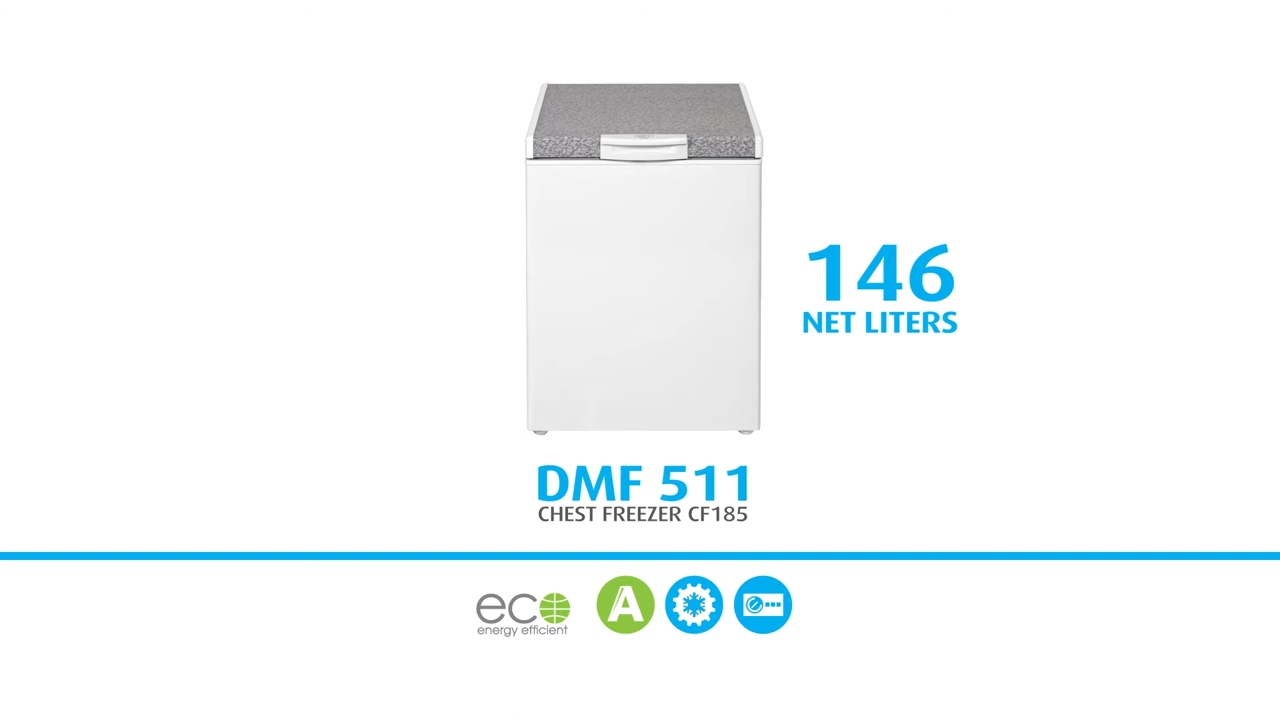 146
NET LITERS
DMF 511
CHEST FREEZER CF185
eco
energy efficient
A